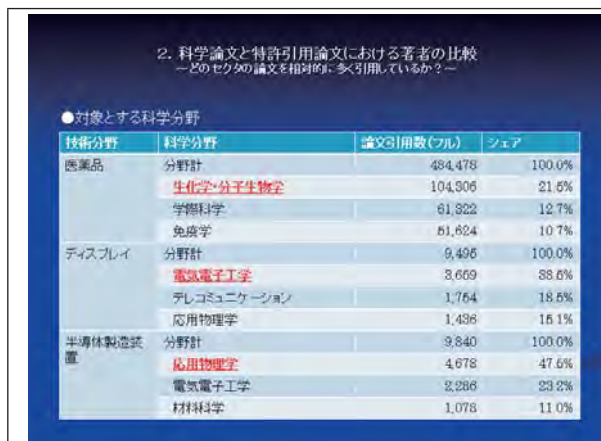 2. 科学論文と特許引用論文における著者の比較
～どのセクタの論文を相対的に多く引用しているか？～
●対象とする科学分野
技術分野 科学分野 論文引用数(フル) シェア
医薬品 分野計 484,478 100.0%
生化学・分子生物学 104,306 21.5%
学際科学 61,322 12.7%
免疫学 51,624 10.7%
ディスプレイ 分野計 9,495 100.0%
電気電子工学 3,659 38.5%
テレコミュニケーション 1,754 18.5%
応用物理学 1,436 15.1%
半導体製造装置 分野計 9,840 100.0%
応用物理学 4,678 47.5%
電気電子工学 2,286 23.2%
材料科学 1,078 11.0%